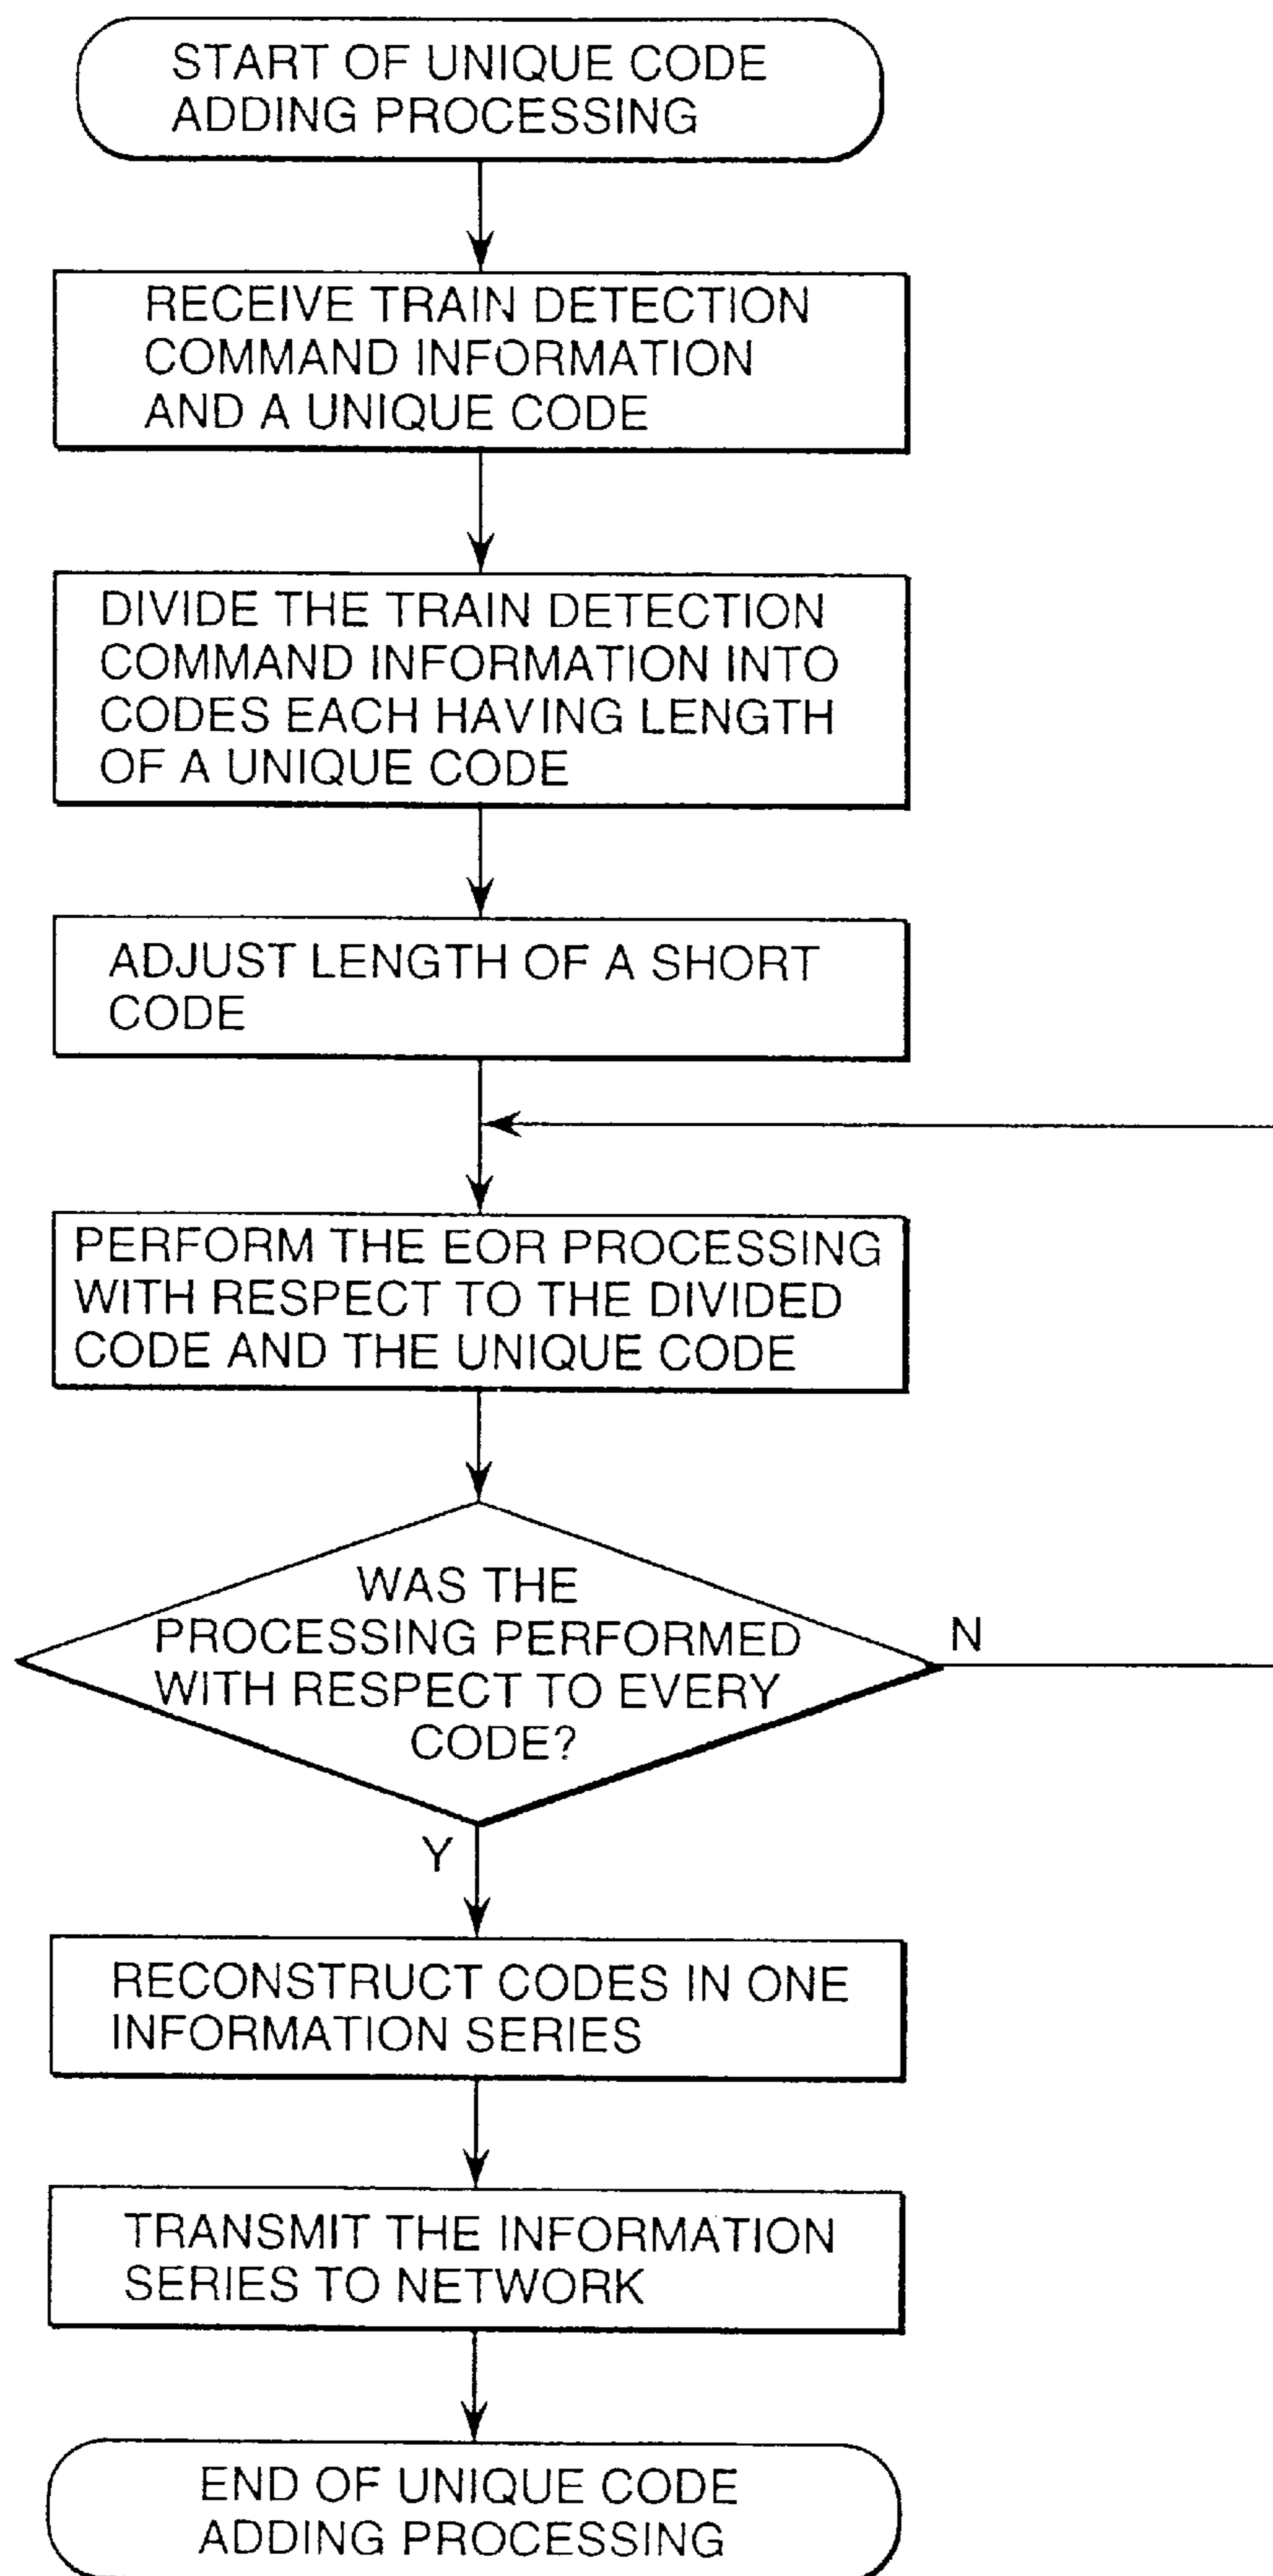 START OF UNIQUE CODE
ADDING PROCESSING
RECEIVE TRAIN DETECTION
COMMAND INFORMATION
AND A UNIQUE CODE
DIVIDE THE TRAIN DETECTION
COMMAND INFORMATION INTO
CODES EACH HAVING LENGTH
OF A UNIQUE CODE
ADJUST LENGTH OF A SHORT
CODE
PERFORM THE EOR PROCESSING
WITH RESPECT TO THE DIVIDED
CODE AND THE UNIQUE CODE
WAS THE
PROCESSING PERFORMED
WITH RESPECT TO EVERY
CODE?
N
Y
RECONSTRUCT CODES IN ONE
INFORMATION SERIES
TRANSMIT THE INFORMATION
SERIES TO NETWORK
END OF UNIQUE CODE
ADDING PROCESSING